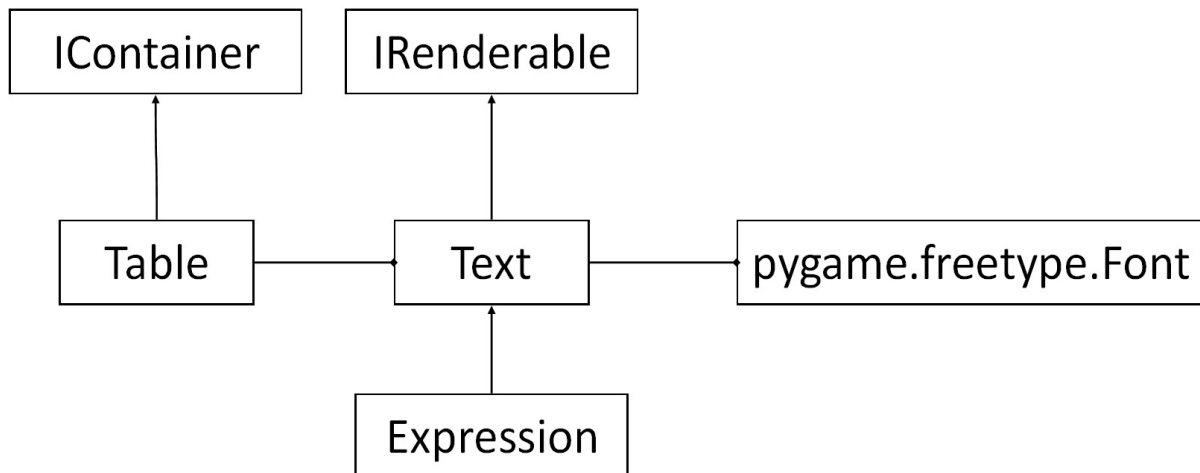 IContainer
IRenderable
Table
Text
pygame.freetype.Font
Expression